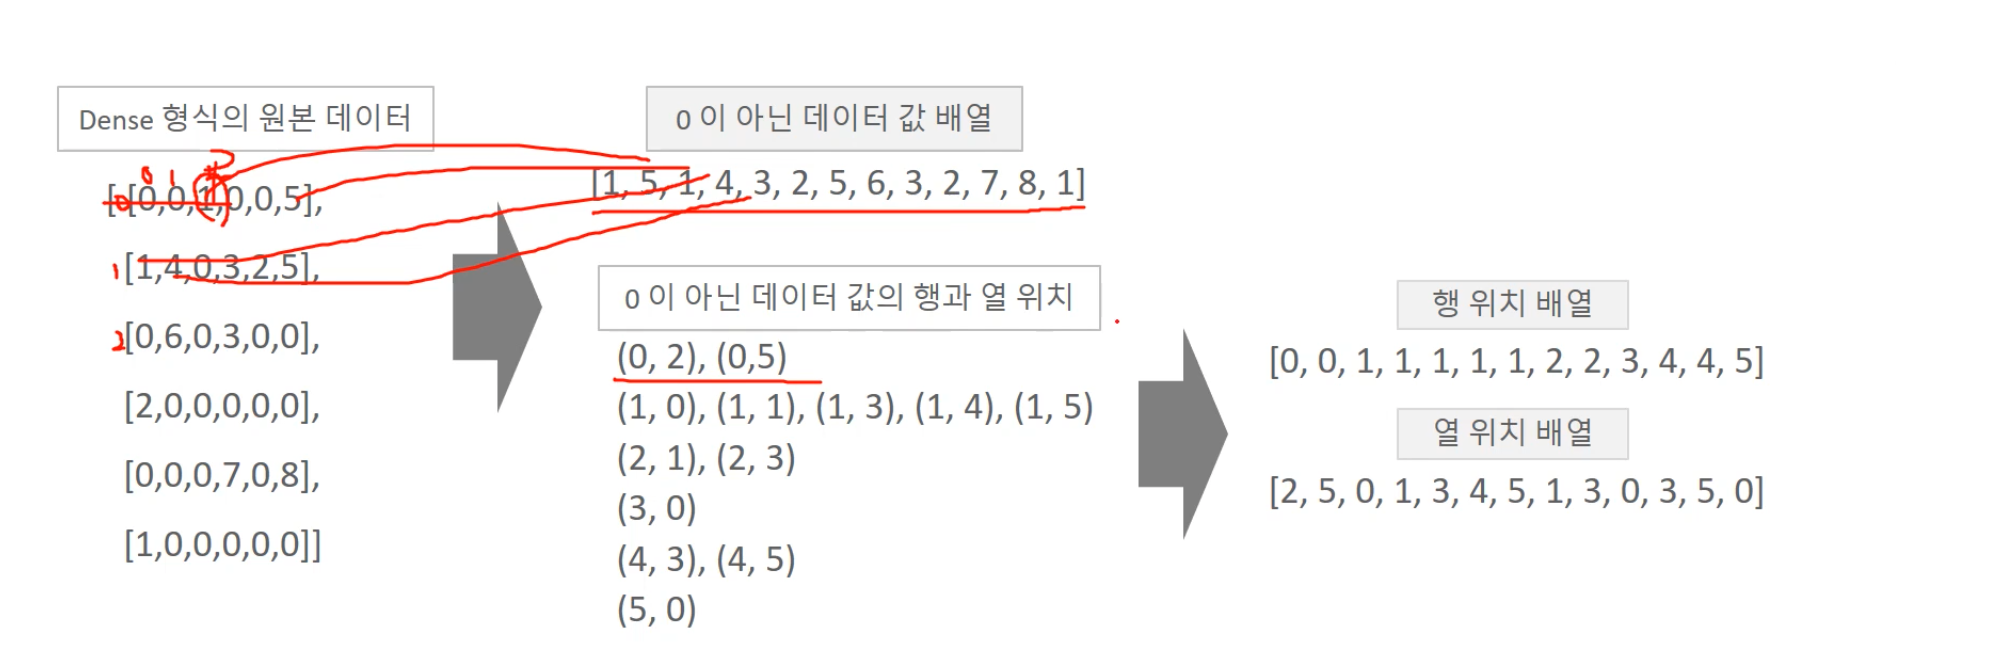 Dense 형식의 원본 데이터
0 1 2
0 [[0,0,1,0,0,5],
1 [1,4,0,3,2,5],
2 [0,6,0,3,0,0],
[2,0,0,0,0,0],
[0,0,0,7,0,8],
[1,0,0,0,0,0]]
0 이 아닌 데이터 값 배열
[1, 5, 1, 4, 3, 2, 5, 6, 3, 2, 7, 8, 1]
0 이 아닌 데이터 값의 행과 열 위치
(0, 2), (0,5)
(1, 0), (1, 1), (1, 3), (1, 4), (1, 5)
(2, 1), (2, 3)
(3, 0)
(4, 3), (4, 5)
(5, 0)
행 위치 배열
[0, 0, 1, 1, 1, 1, 1, 2, 2, 3, 4, 4, 5]
열 위치 배열
[2, 5, 0, 1, 3, 4, 5, 1, 3, 0, 3, 5, 0]